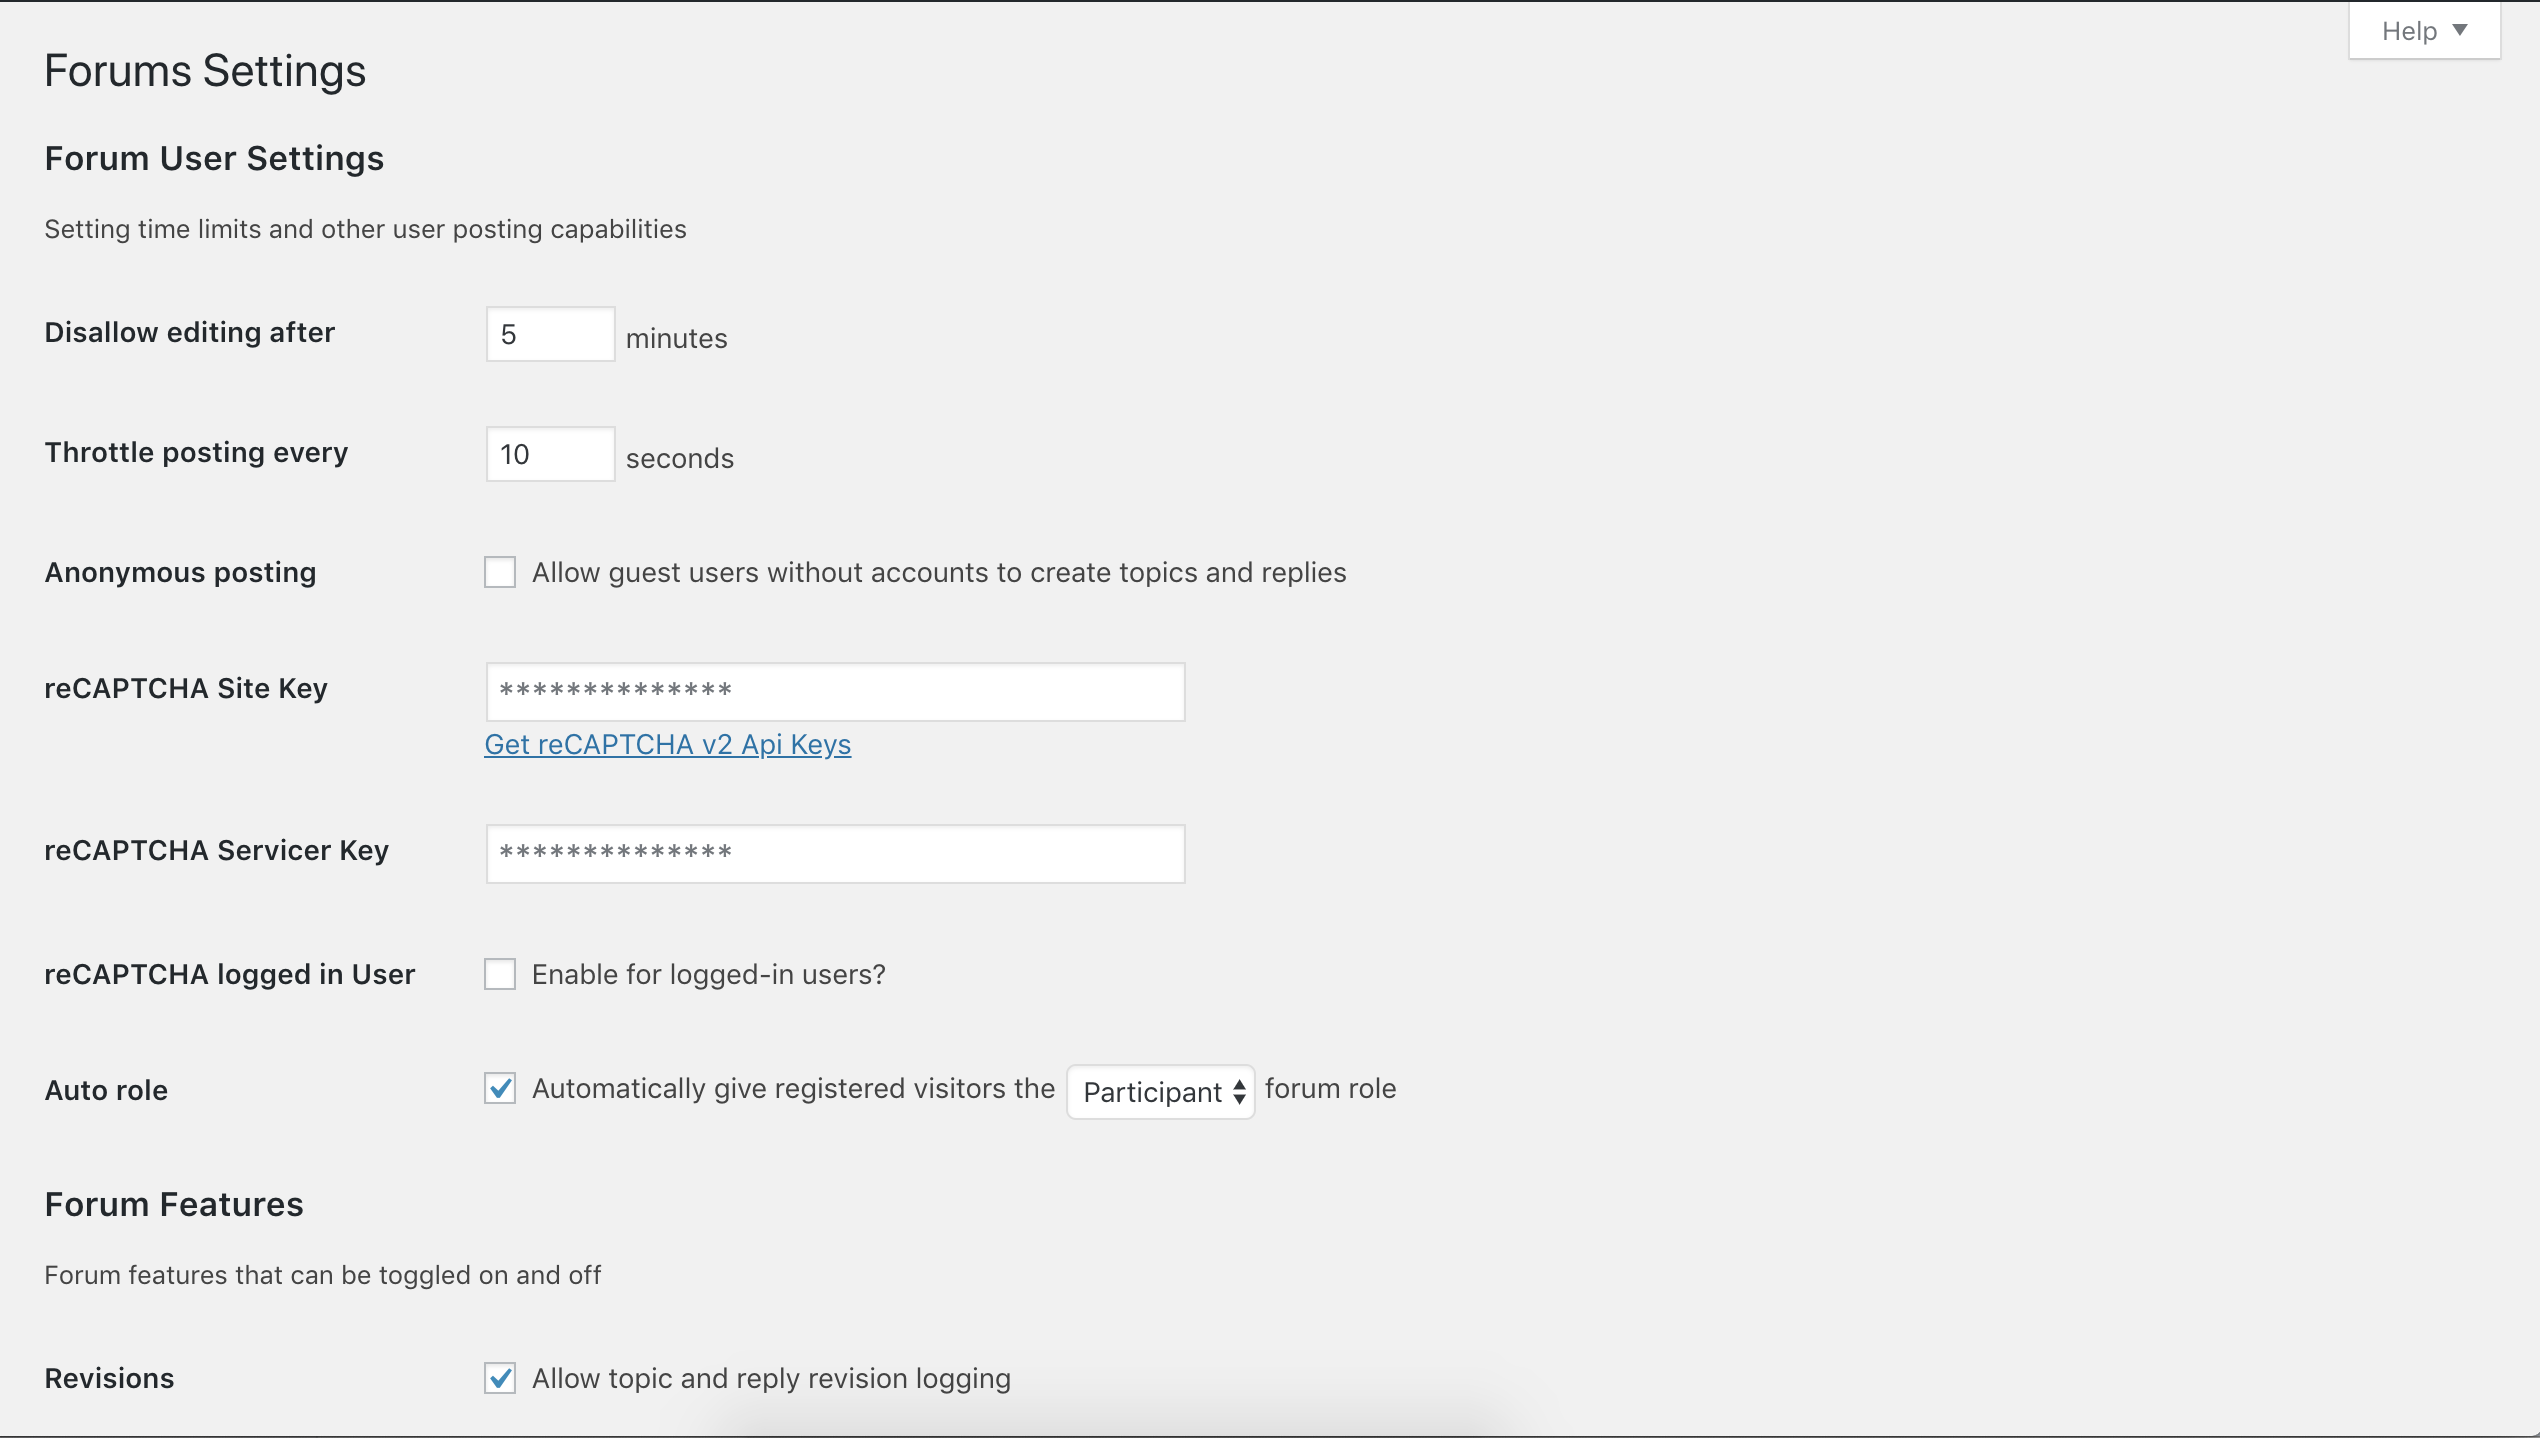 Help
Forums Settings
Forum User Settings
Setting time limits and other user posting capabilities
Disallow editing after 5 minutes
Throttle posting every 10 seconds
Anonymous posting Allow guest users without accounts to create topics and replies
reCAPTCHA Site Key **************
Get reCAPTCHA v2 Api Keys
reCAPTCHA Servicer Key **************
reCAPTCHA logged in User Enable for logged-in users?
Auto role Automatically give registered visitors the Participant forum role
Forum Features
Forum features that can be toggled on and off
Revisions Allow topic and reply revision logging